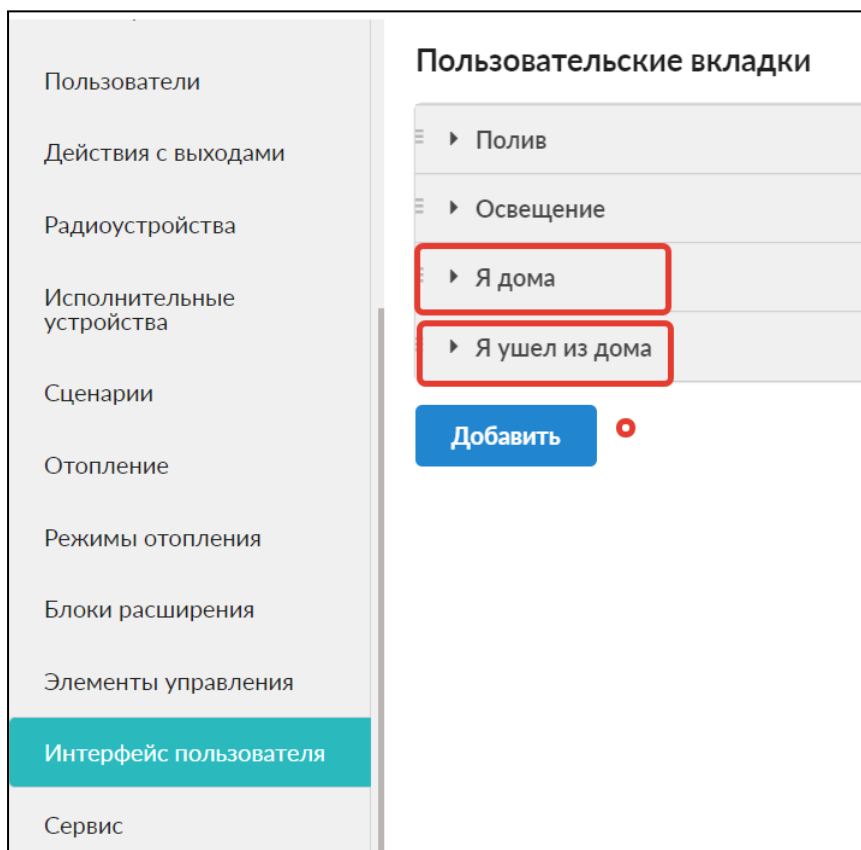 Пользователи
Действия с выходами
Радиоустройства
Исполнительные
устройства
Сценарии
Отопление
Режимы отопления
Блоки расширения
Элементы управления
Интерфейс пользователя
Сервис
Пользовательские вкладки
Полив
Освещение
Я дома
Я ушел из дома
Добавить